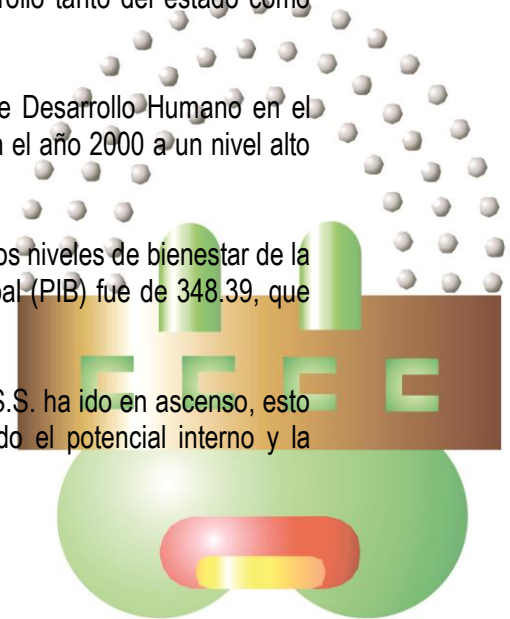 rrollo tanto del estado como
e Desarrollo Humano en el
n el año 2000 a un nivel alto
os niveles de bienestar de la
pal (PIB) fue de 348.39, que
S.S. ha ido en ascenso, esto
do el potencial interno y la